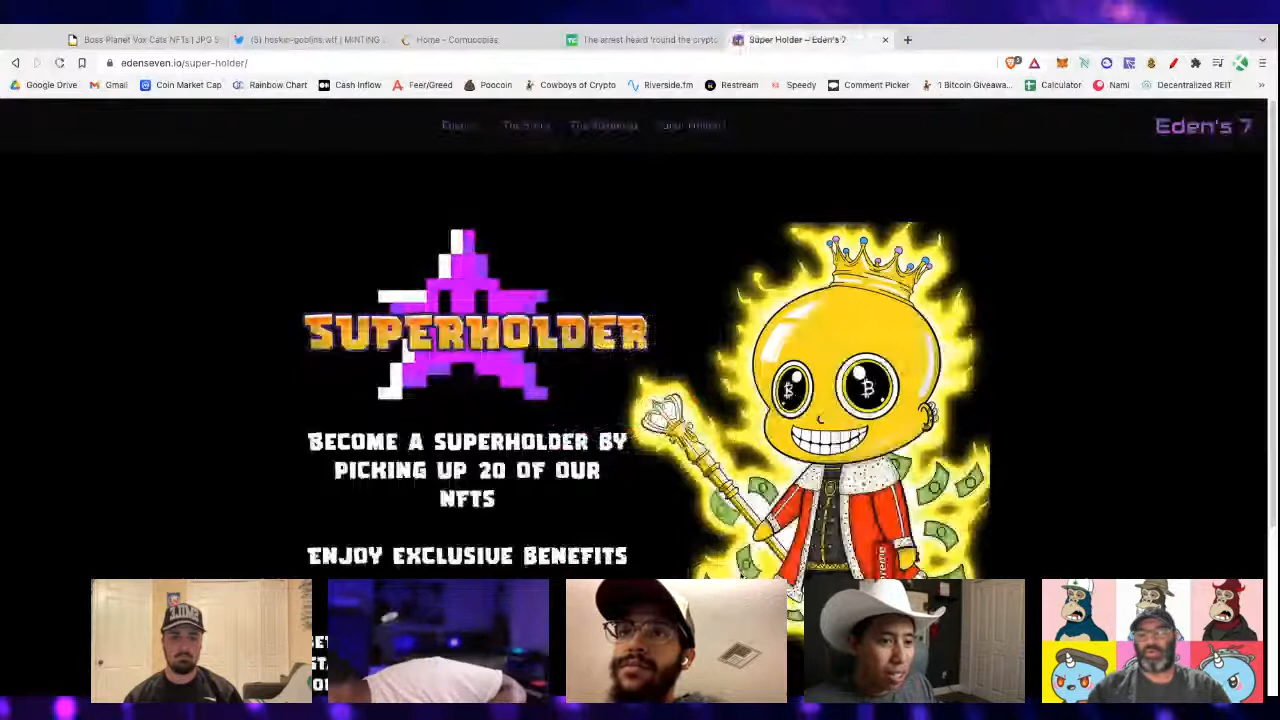 Boss Planet Vox Cats NFTs | JPG S
(5) hoskin-goblins.wtf | MINTING
Home - Cornucopias
The arrest heard 'round the crypto
Super Holder – Eden's 7
edenseven.io/super-holder/
Google Drive
Gmail
Coin Market Cap
Rainbow Chart
Cash Inflow
Feer/Greed
Poocoin
Cowboys of Crypto
Riverside.fm
Restream
Speedy
Comment Picker
1 Bitcoin Giveawa...
Calculator
Nami
Decentralized REIT
Eden's 7
SUPERHOLDER
BECOME A SUPERHOLDER BY
PICKING UP 20 OF OUR
NFTS
ENJOY EXCLUSIVE BENEFITS